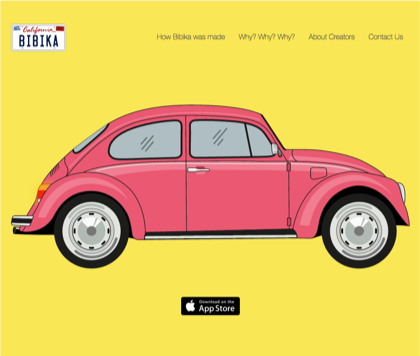 California
BIBIKA
How Bibika was made
Why? Why? Why?
About Creators
Contact Us
Download on the
App Store